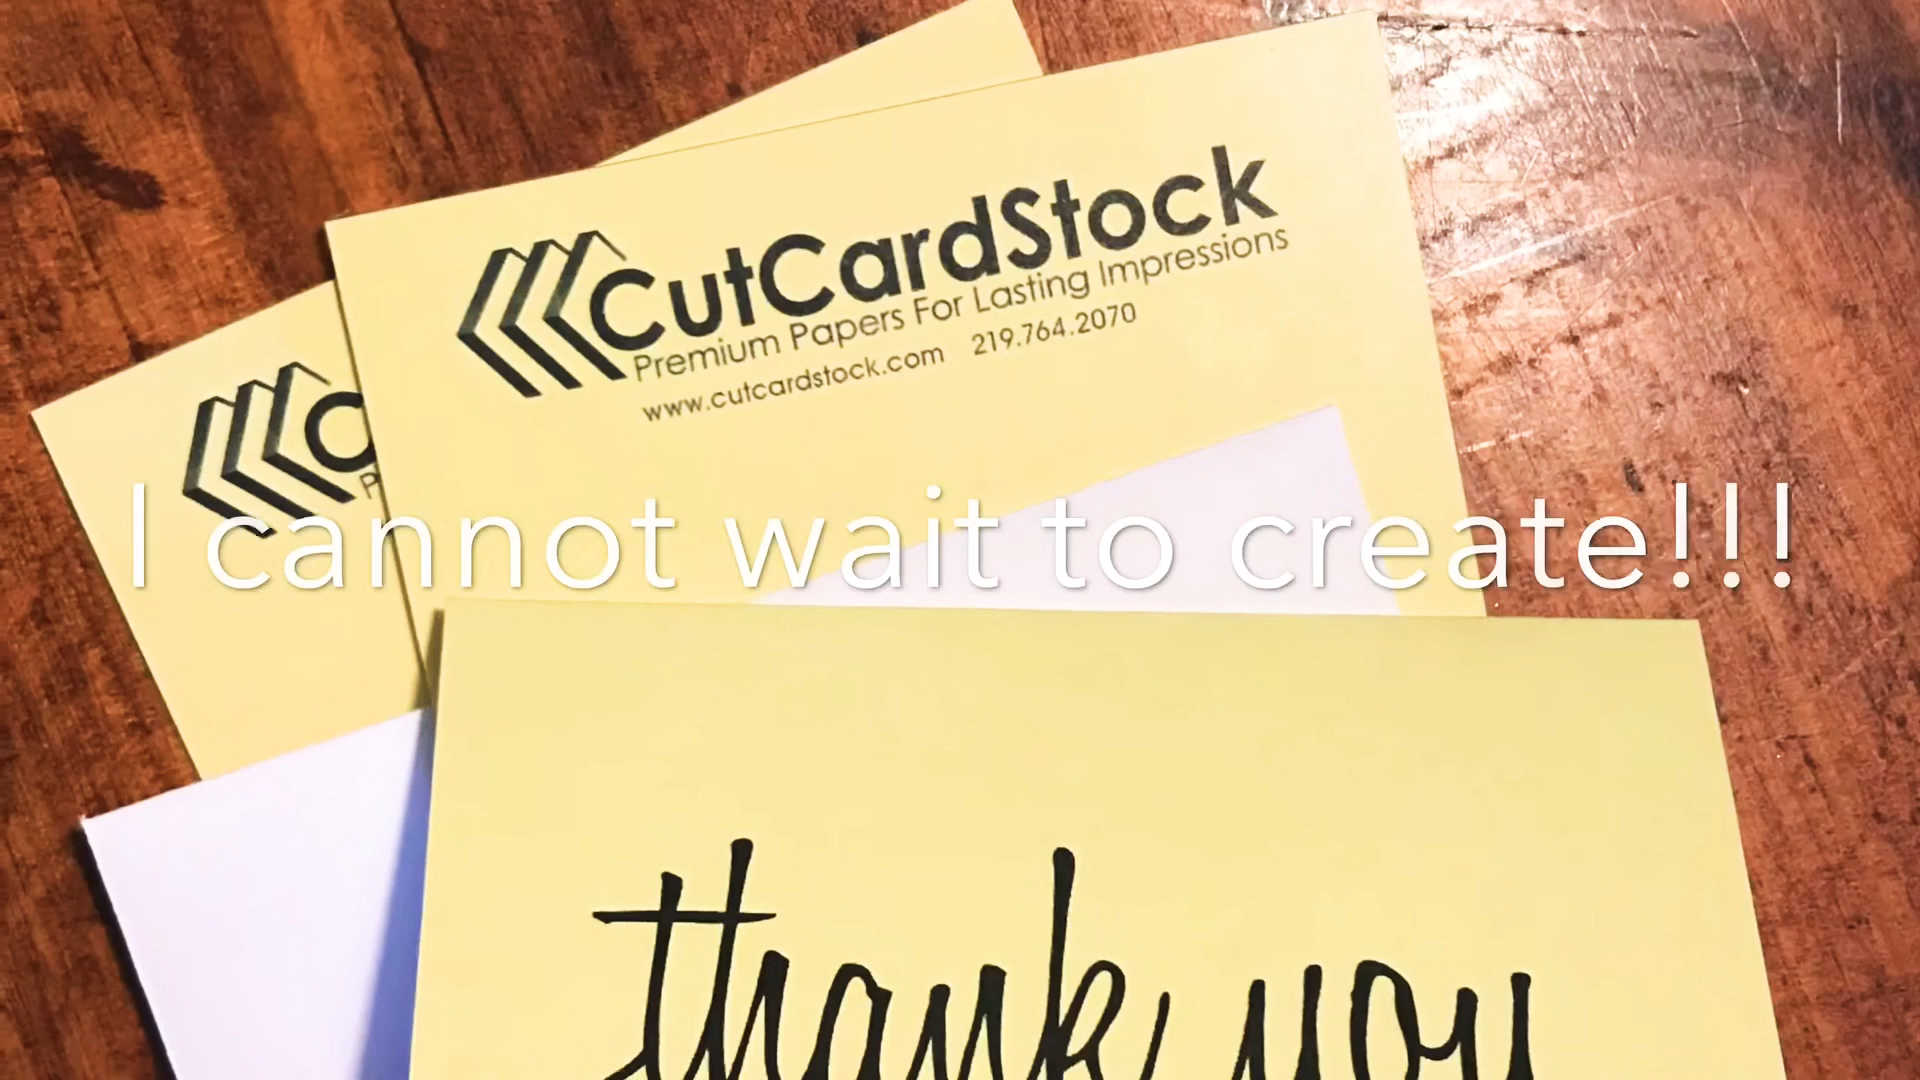 CutCardStock
Premium Papers For Lasting Impressions
www.cutcardstock.com 219.764.2070
C
P
I cannot wait to create!!!
thank you